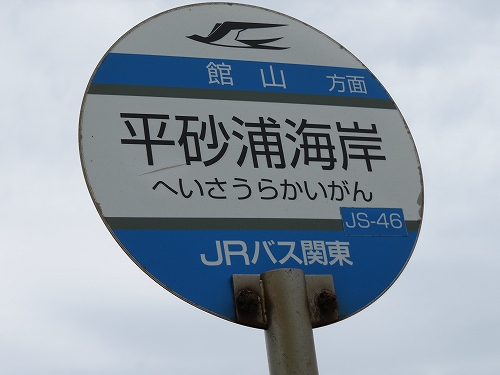 館山 方面
平砂浦海岸
へいさうらかいがん
JS-46
JRバス関東